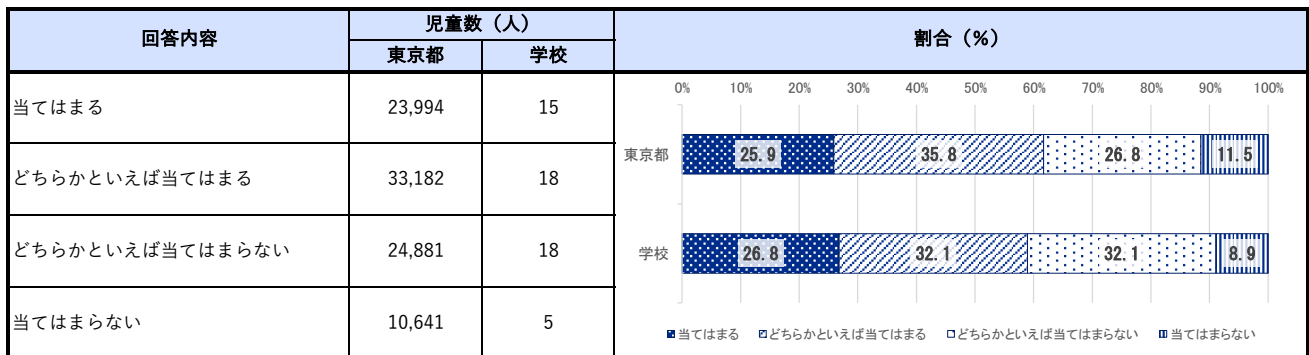 回答内容 児童数（人） 割合（％）
東京都 学校
当てはまる 23,994 15
どちらかといえば当てはまる 33,182 18
どちらかといえば当てはまらない 24,881 18
当てはまらない 10,641 5
0% 10% 20% 30% 40% 50% 60% 70% 80% 90% 100%
東京都 25.9 35.8 26.8 11.5
学校 26.8 32.1 32.1 8.9
当てはまる どちらかといえば当てはまる どちらかといえば当てはまらない 当てはまらない